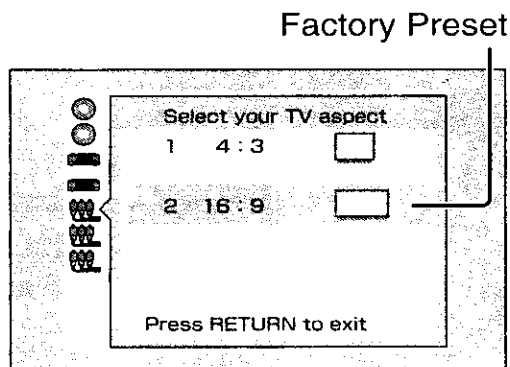 Factory Preset
Select your TV aspect
1 4:3
2 16:9
Press RETURN to exit